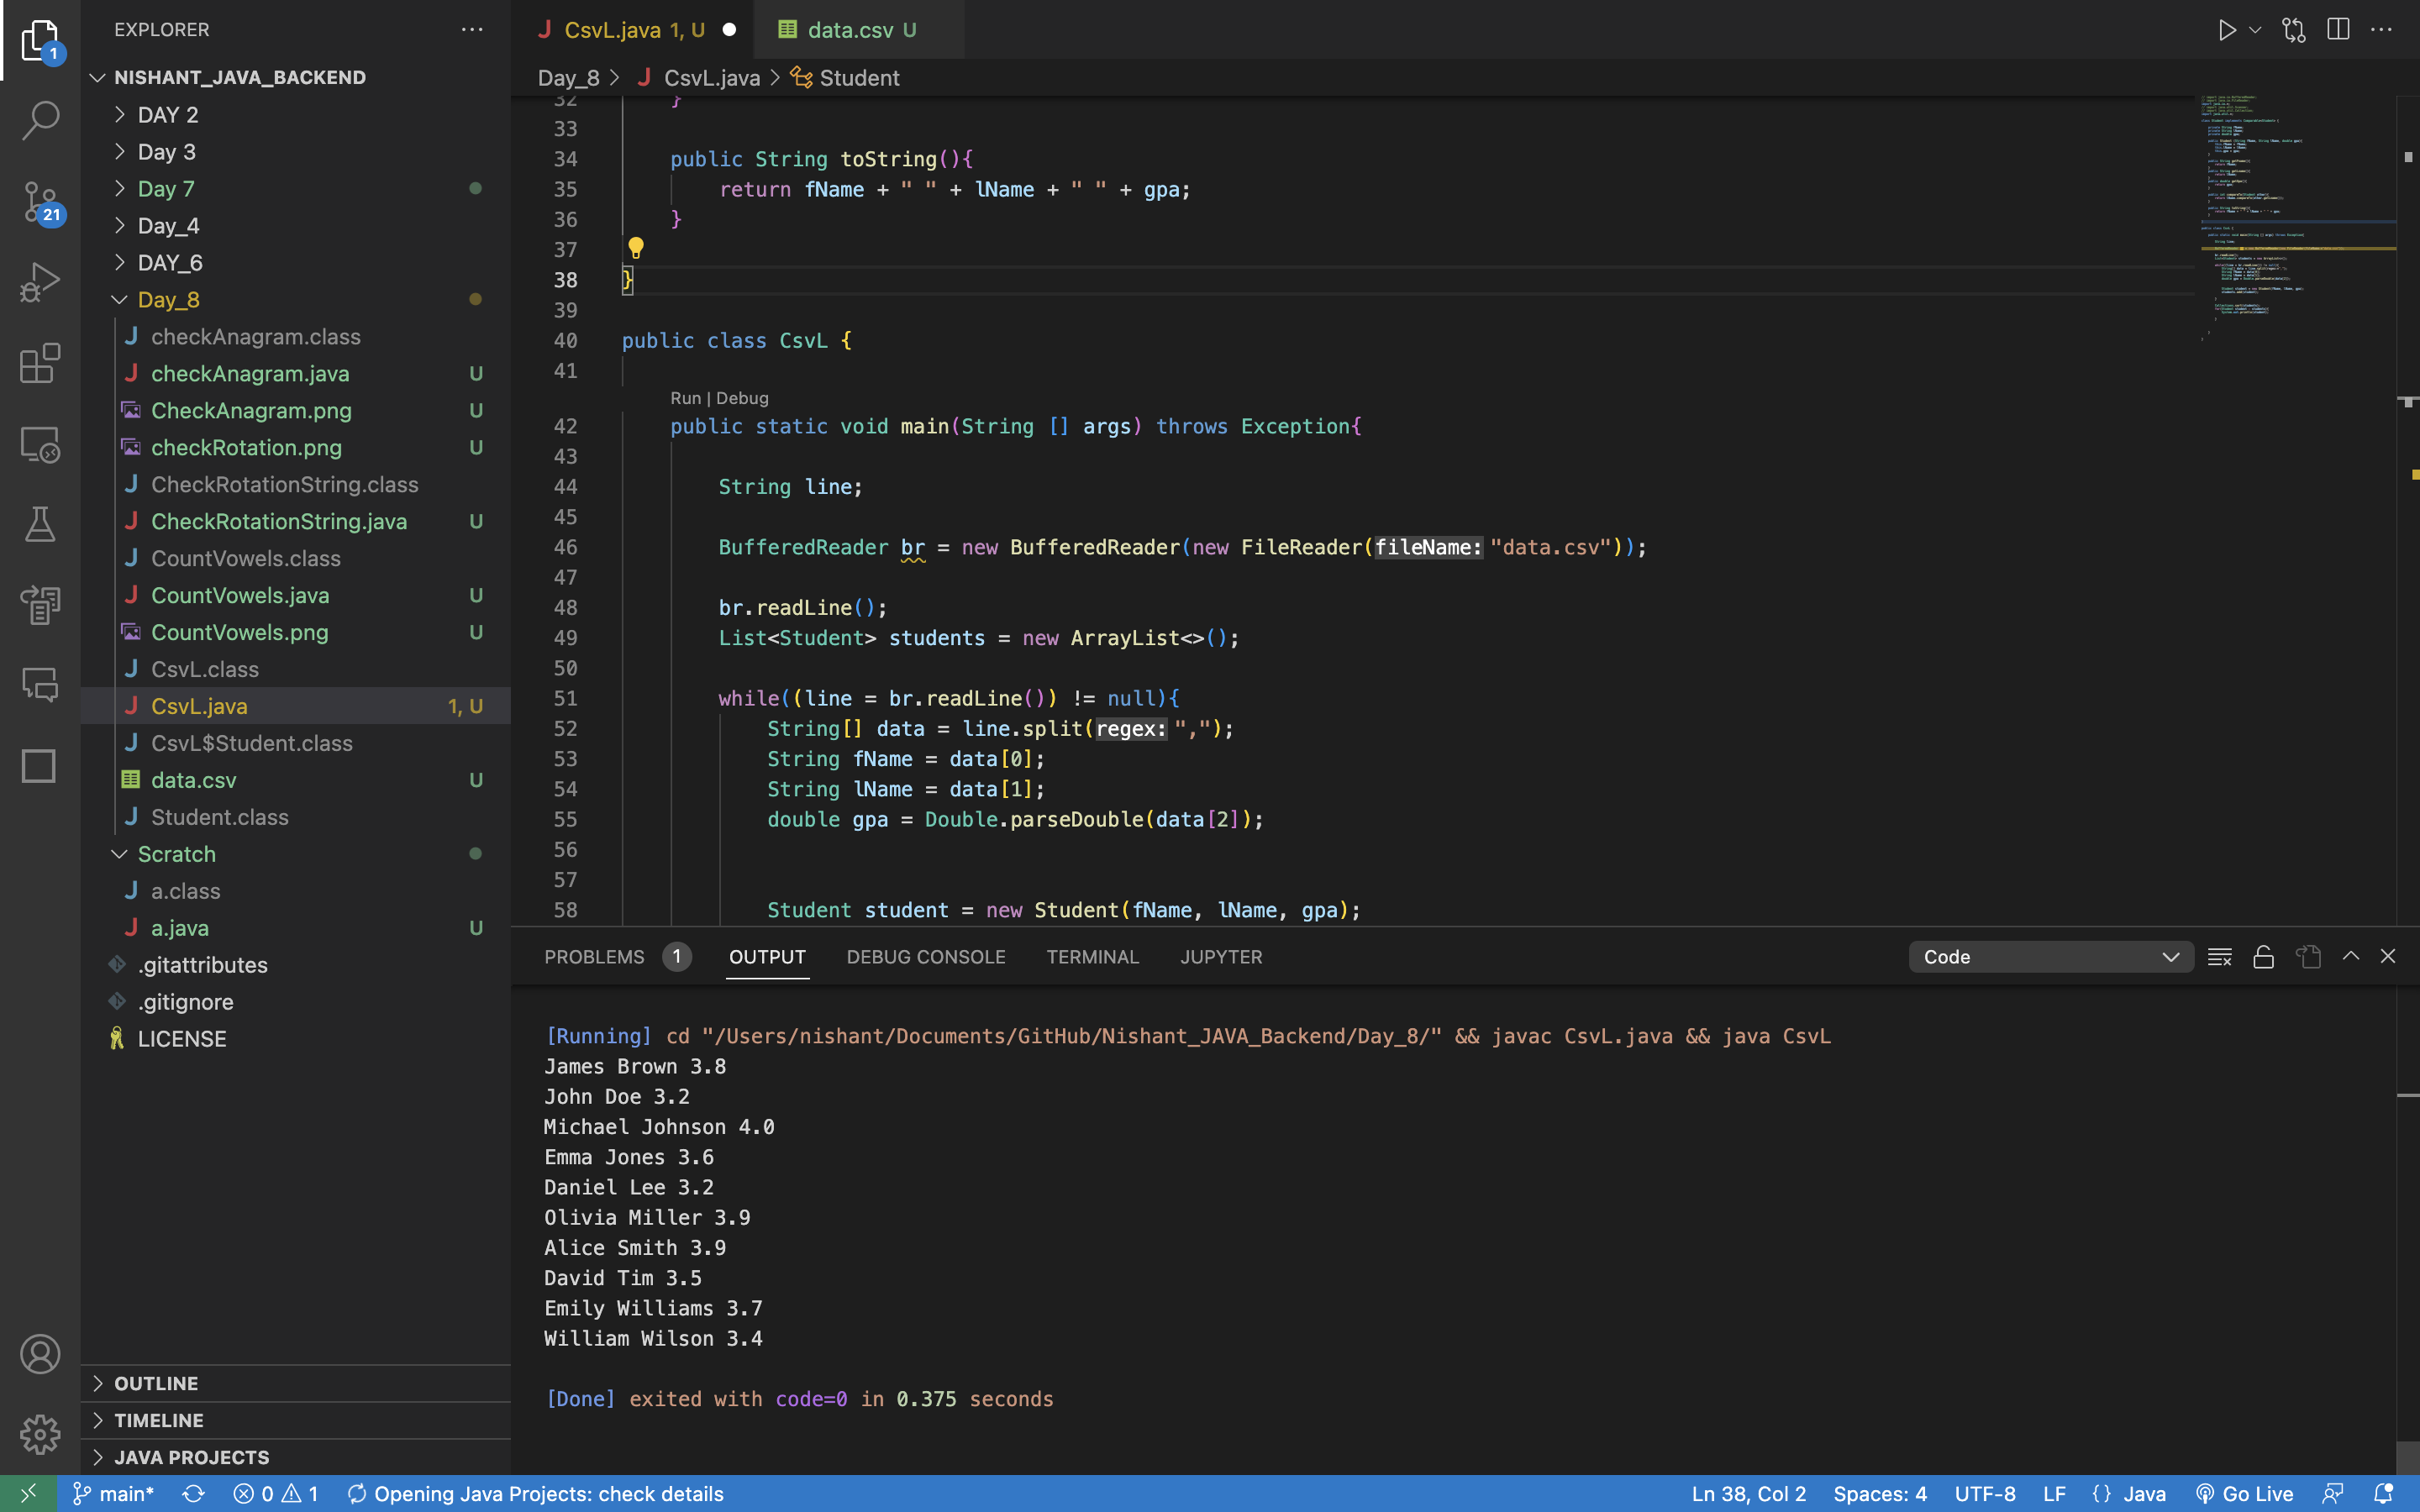 EXPLORER
1
21
NISHANT_JAVA_BACKEND
DAY 2
Day 3
Day 7
Day_4
DAY_6
Day_8
checkAnagram.class
checkAnagram.java U
CheckAnagram.png U
checkRotation.png U
CheckRotationString.class
CheckRotationString.java U
CountVowels.class
CountVowels.java U
CountVowels.png U
CsvL.class
CsvL.java 1, U
CsvL$Student.class
data.csv U
Student.class
Scratch
a.class
a.java U
.gitattributes
.gitignore
LICENSE
OUTLINE
TIMELINE
JAVA PROJECTS
CsvL.java 1, U
data.csv U
Day_8 > CsvL.java > Student
32 }
33
34 public String toString(){
35 return fName + " " + lName + " " + gpa;
36 }
37
38 }
39
40 public class CsvL {
41
Run | Debug
42 public static void main(String [] args) throws Exception{
43
44 String line;
45
46 BufferedReader br = new BufferedReader(new FileReader(fileName: "data.csv"));
47
48 br.readLine();
49 List<Student> students = new ArrayList<>();
50
51 while((line = br.readLine()) != null){
52 String[] data = line.split(regex: ",");
53 String fName = data[0];
54 String lName = data[1];
55 double gpa = Double.parseDouble(data[2]);
56
57
58 Student student = new Student(fName, lName, gpa);
PROBLEMS 1 OUTPUT DEBUG CONSOLE TERMINAL JUPYTER Code
[Running] cd "/Users/nishant/Documents/GitHub/Nishant_JAVA_Backend/Day_8/" && javac CsvL.java && java CsvL
James Brown 3.8
John Doe 3.2
Michael Johnson 4.0
Emma Jones 3.6
Daniel Lee 3.2
Olivia Miller 3.9
Alice Smith 3.9
David Tim 3.5
Emily Williams 3.7
William Wilson 3.4
[Done] exited with code=0 in 0.375 seconds
main* 0 1 Opening Java Projects: check details Ln 38, Col 2 Spaces: 4 UTF-8 LF {} Java Go Live